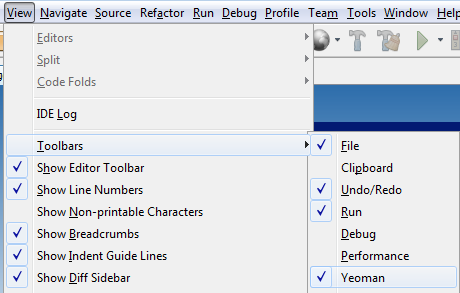 View Navigate Source Refactor Run Debug Profile Team Tools Window Help
Editors
Split
Code Folds
IDE Log
Toolbars
Show Editor Toolbar
Show Line Numbers
Show Non-printable Characters
Show Breadcrumbs
Show Indent Guide Lines
Show Diff Sidebar
File
Clipboard
Undo/Redo
Run
Debug
Performance
Yeoman